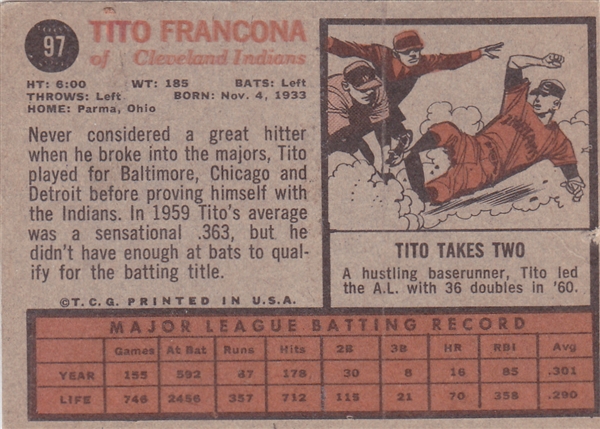 97
TITO FRANCONA
of Cleveland Indians
HT: 6:00 WT: 185 BATS: Left
THROWS: Left BORN: Nov. 4, 1933
HOME: Parma, Ohio
Never considered a great hitter
when he broke into the majors, Tito
played for Baltimore, Chicago and
Detroit before proving himself with
the Indians. In 1959 Tito's average
was a sensational .363, but he
didn't have enough at bats to qual-
ify for the batting title.
©T.C.G. PRINTED IN U.S.A.
TITO TAKES TWO
A hustling baserunner, Tito led
the A.L. with 36 doubles in '60.
MAJOR LEAGUE BATTING RECORD
Games At Bat Runs Hits 2B 3B HR RBI Avg
YEAR 155 592 87 178 30 8 16 85 .301
LIFE 746 2456 357 712 115 21 70 358 .290